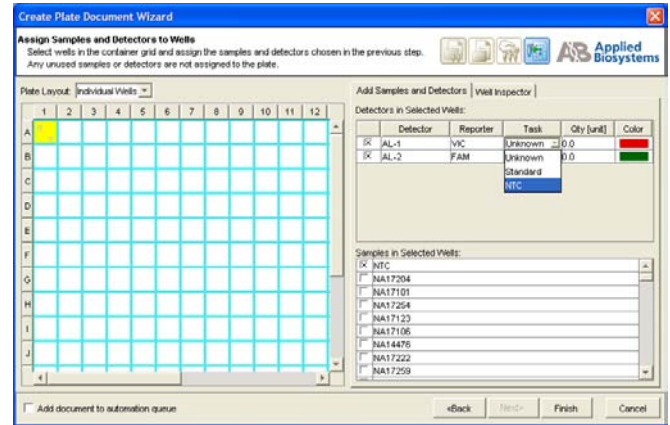 Create Plate Document Wizard
Assign Samples and Detectors to Wells
Select wells in the container grid and assign the samples and detectors chosen in the previous step.
Any unused samples or detectors are not assigned to the plate.
AB Applied Biosystems
Plate Layout: Individual Wells
1 2 3 4 5 6 7 8 9 10 11 12
A
B
C
D
E
F
G
H
I
J
Add Samples and Detectors Well Inspector
Detectors in Selected Wells:
Detector Reporter Task Qty [unit] Color
AL-1 VIC Unknown 0.0
AL-2 FAM Unknown 0.0
Standard
NTC
Samples in Selected Wells:
NTC
NA17204
NA17101
NA17254
NA17123
NA17106
NA14476
NA17222
NA17259
Add document to automation queue
<Back Next> Finish Cancel